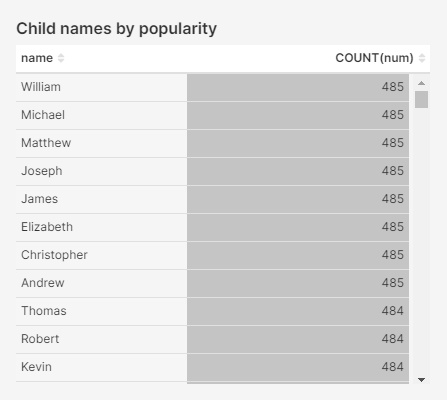 Child names by popularity
name COUNT(num)
William 485
Michael 485
Matthew 485
Joseph 485
James 485
Elizabeth 485
Christopher 485
Andrew 485
Thomas 484
Robert 484
Kevin 484